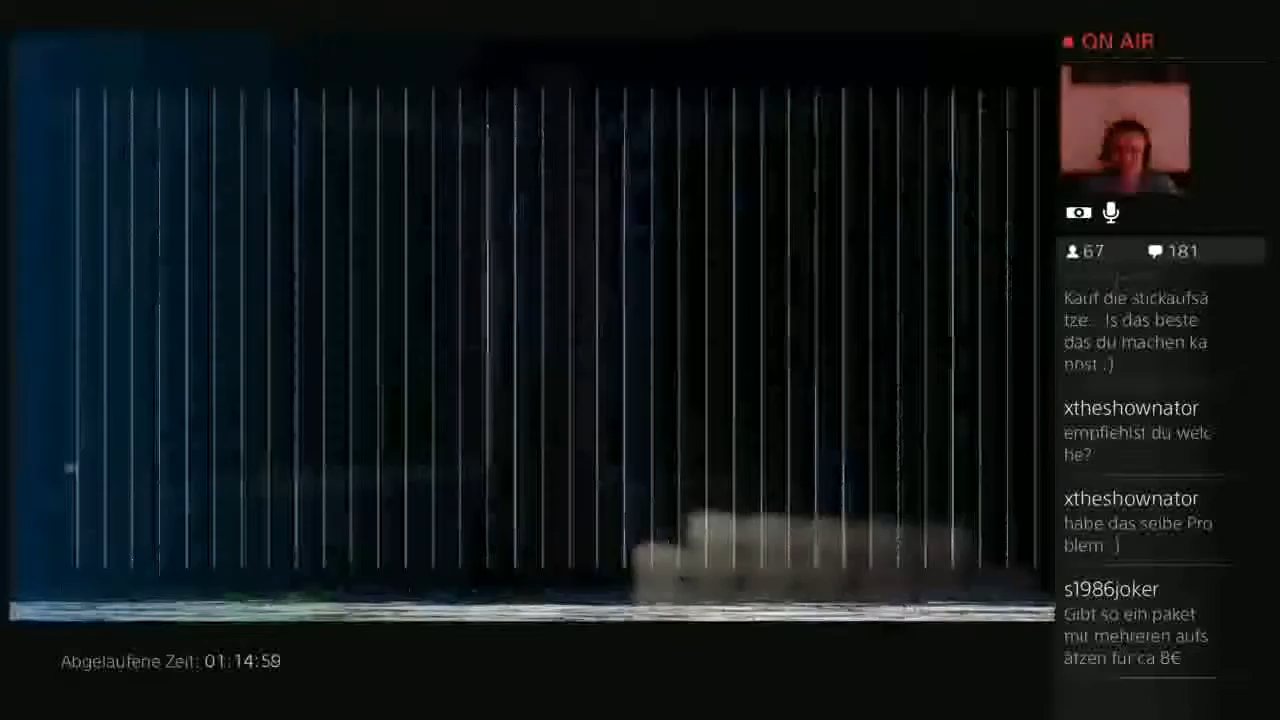 ON AIR
67 181
Kauf die stickaufsä
tze. Is das beste
das du machen ka
nnst :)
xtheshownator
empfiehlst du welc
he?
xtheshownator
habe das selbe Pro
blem :)
s1986joker
Gibt so ein paket
mit mehreren aufs
ätzen für ca 8€
Abgelaufene Zeit: 01:14:59